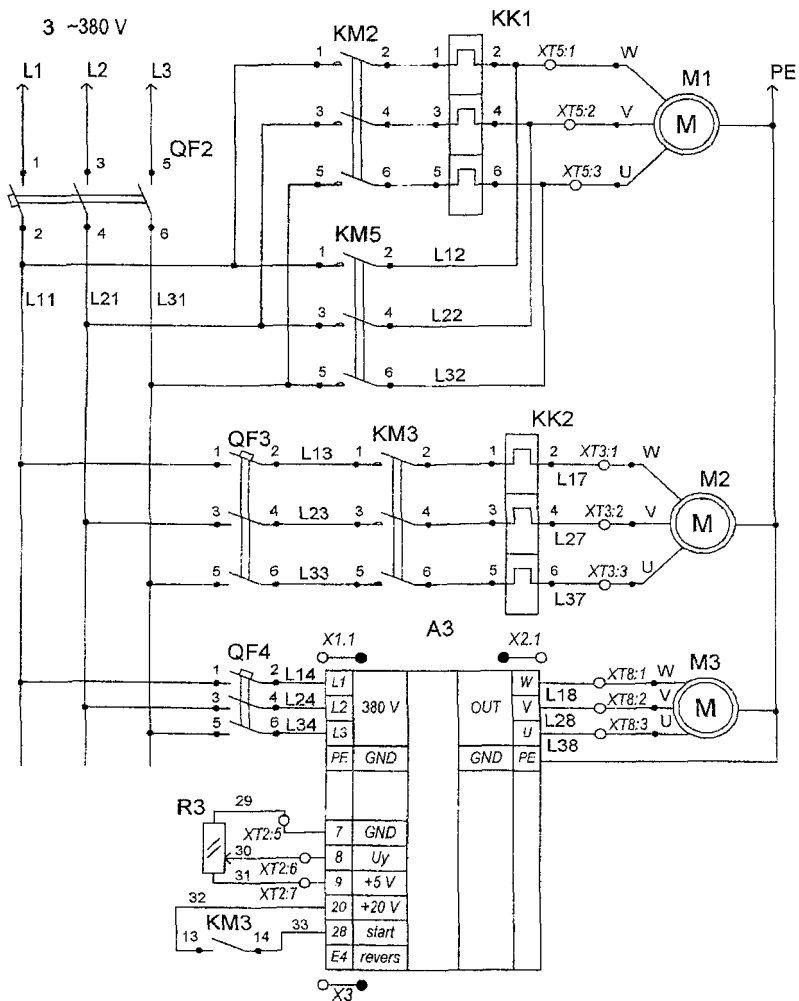 3 ~380 V
L1 L2 L3
KM2 KK1
1 2 1 2 XT5:1 W
M1 PE
3 4 3 4 XT5:2 V
M
5 6 5 6 XT5:3 U
1 3 5 QF2
2 4 6
KM5
1 2 L12
L11 L21 L31
3 4 L22
5 6 L32
QF3 KM3 KK2
1 2 L13 1 2 1 2 XT3:1 W
L17
M2
3 4 L23 3 4 3 4 XT3:2 V
M
L27
5 6 L33 5 6 5 6 XT3:3 U
L37
A3
X1.1 X2.1
QF4 M3
1 2 L14 L1 W L18 XT8:1 W
3 4 L24 L2 380 V OUT V L28 XT8:2 V
M
5 6 L34 L3 U L38 XT8:3 U
PE GND GND PE
R3 29
XT2:5 7 GND
30 XT2:6 8 Uy
31 XT2:7 9 +5 V
32 20 +20 V
KM3
13 14 33 28 start
E4 revers
X3